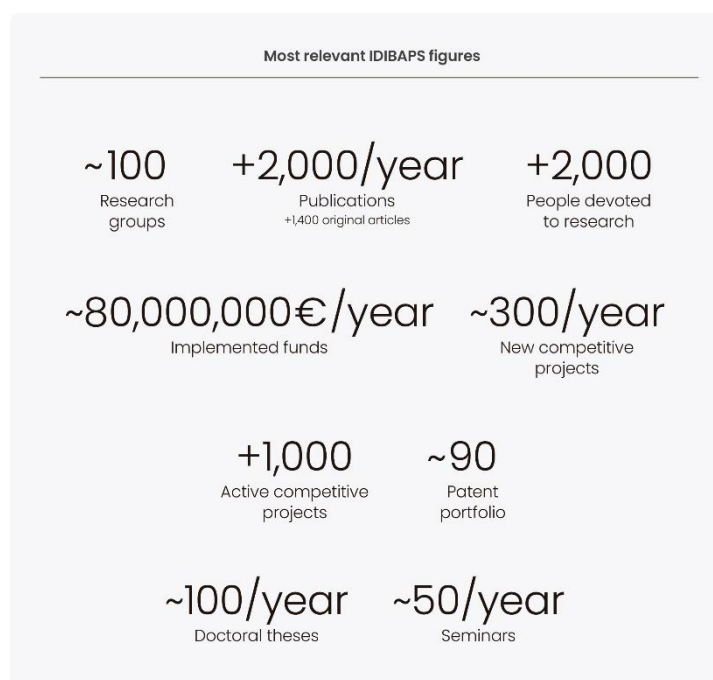 Most relevant IDIBAPS figures
~100
Research
groups
+2,000/year
Publications
+1,400 original articles
+2,000
People devoted
to research
~80,000,000€/year
Implemented funds
~300/year
New competitive
projects
+1,000
Active competitive
projects
~90
Patent
portfolio
~100/year
Doctoral theses
~50/year
Seminars